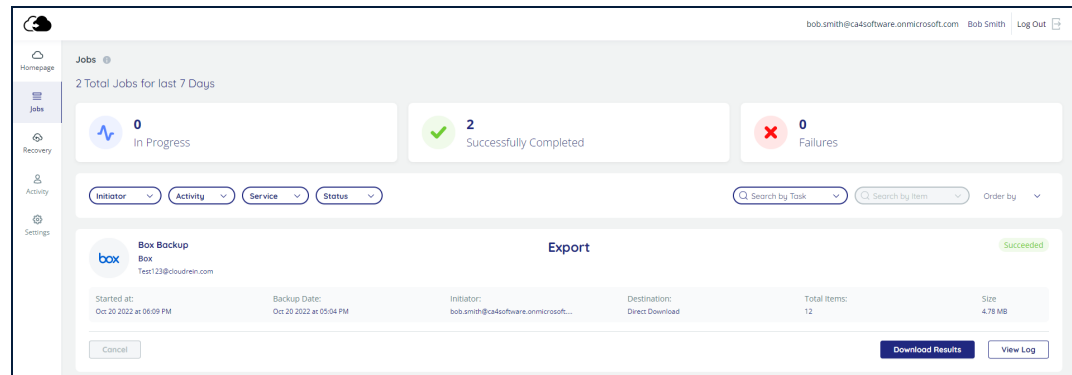 bob.smith@ca4software.onmicrosoft.com Bob Smith Log Out
Homepage
Jobs
Recovery
Activity
Settings
Jobs
2 Total Jobs for last 7 Days
0
In Progress
2
Successfully Completed
0
Failures
Initiator Activity Service Status Search by Task Search by Item Order by
box
Box Backup
Box
Test123@cloudrein.com
Export
Succeeded
Started at: Backup Date: Initiator: Destination: Total Items: Size
Oct 20 2022 at 06:09 PM Oct 20 2022 at 05:04 PM bob.smith@ca4software.onmicrosoft... Direct Download 12 4.78 MB
Cancel Download Results View Log